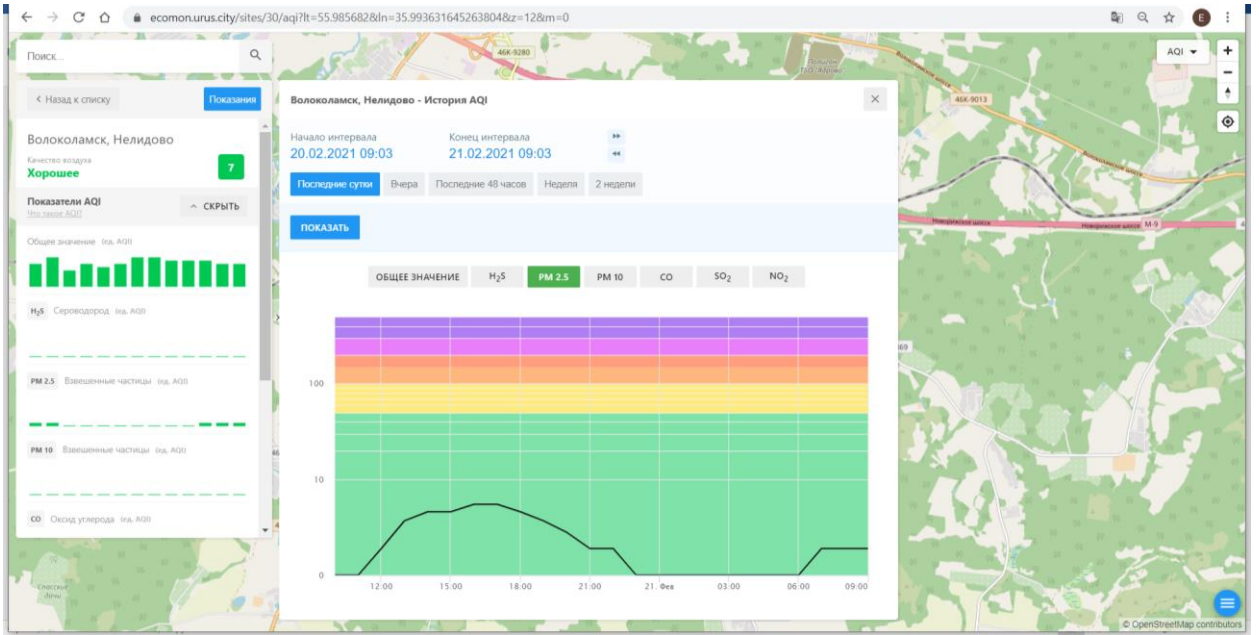 ecomon.urus.city/sites/30/aqi?lt=55.985682&ln=35.993631645263804&z=12&m=0
E
Поиск...
AQI
46К-9280
46К-9013
Назад к списку
Показания
Волоколамск, Нелидово
Качество воздуха
Хорошее
7
Показатели AQI
Что такое AQI?
СКРЫТЬ
Общее значение (ед. AQI)
H₂S Сероводород (ед. AQI)
PM 2.5 Взвешенные частицы (ед. AQI)
PM 10 Взвешенные частицы (ед. AQI)
CO Оксид углерода (ед. AQI)
Волоколамск, Нелидово - История AQI
Начало интервала
20.02.2021 09:03
Конец интервала
21.02.2021 09:03
Последние сутки
Вчера
Последние 48 часов
Неделя
2 недели
ПОКАЗАТЬ
ОБЩЕЕ ЗНАЧЕНИЕ
H₂S
PM 2.5
PM 10
CO
SO₂
NO₂
100
10
0
12:00
15:00
18:00
21:00
21. Фев
03:00
06:00
09:00
Волоколамское шоссе
Новорижское шоссе
Новорижское шоссе
М-9
Спасские
дачи
© OpenStreetMap contributors